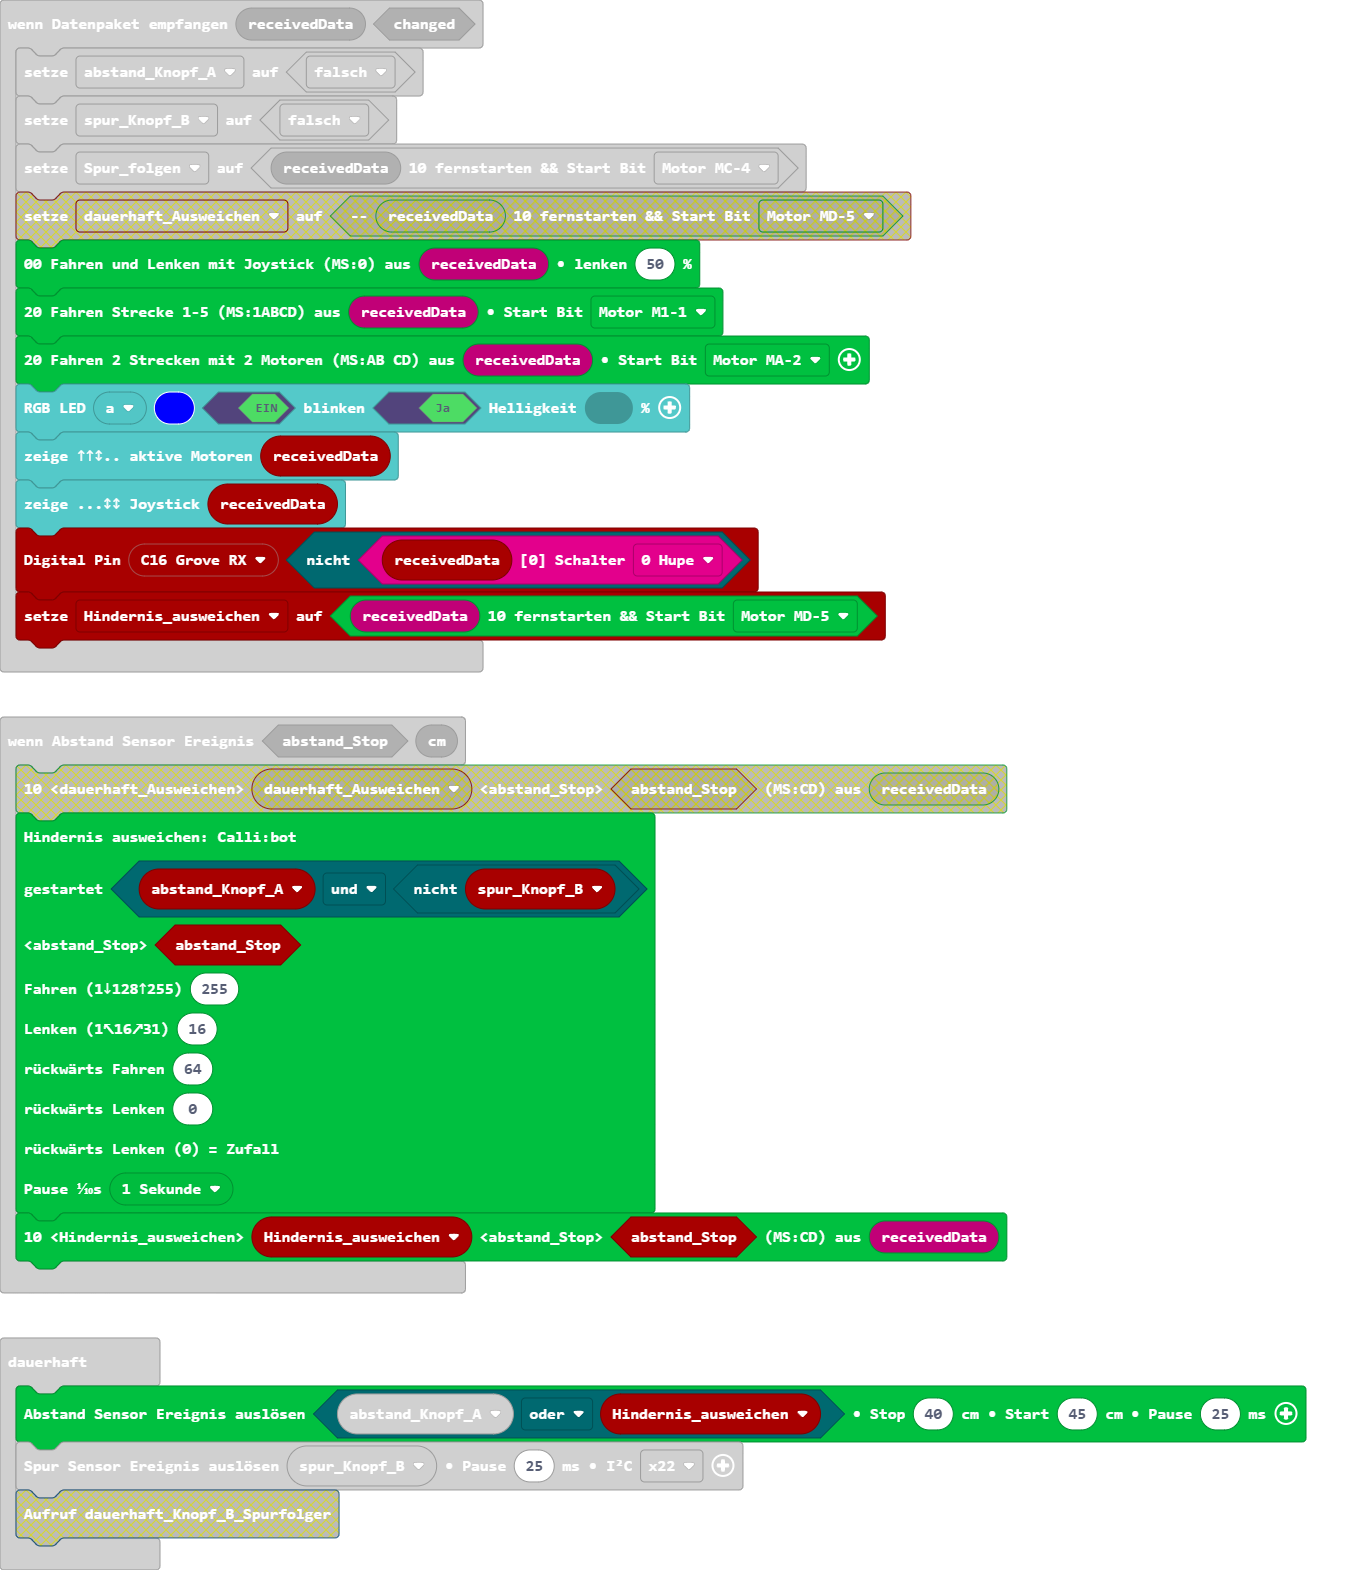 wenn Datenpaket empfangen receivedData changed
setze abstand_Knopf_A auf falsch
setze spur_Knopf_B auf falsch
setze Spur_folgen auf receivedData 10 fernstarten && Start Bit Motor MC-4
setze dauerhaft_Ausweichen auf -- receivedData 10 fernstarten && Start Bit Motor MD-5
00 Fahren und Lenken mit Joystick (MS:0) aus receivedData • lenken 50 %
20 Fahren Strecke 1-5 (MS:1ABCD) aus receivedData • Start Bit Motor M1-1
20 Fahren 2 Strecken mit 2 Motoren (MS:AB CD) aus receivedData • Start Bit Motor MA-2
RGB LED a EIN blinken Ja Helligkeit %
zeige ↑↑↕.. aktive Motoren receivedData
zeige ...↕↕ Joystick receivedData
Digital Pin C16 Grove RX nicht receivedData [0] Schalter 0 Hupe
setze Hindernis_ausweichen auf receivedData 10 fernstarten && Start Bit Motor MD-5
wenn Abstand Sensor Ereignis abstand_Stop cm
10 <dauerhaft_Ausweichen> dauerhaft_Ausweichen <abstand_Stop> abstand_Stop (MS:CD) aus receivedData
Hindernis ausweichen: Calli:bot
gestartet abstand_Knopf_A und nicht spur_Knopf_B
<abstand_Stop> abstand_Stop
Fahren (1↓128↑255) 255
Lenken (1↖16↗31) 16
rückwärts Fahren 64
rückwärts Lenken 0
rückwärts Lenken (0) = Zufall
Pause ⅒s 1 Sekunde
10 <Hindernis_ausweichen> Hindernis_ausweichen <abstand_Stop> abstand_Stop (MS:CD) aus receivedData
dauerhaft
Abstand Sensor Ereignis auslösen abstand_Knopf_A oder Hindernis_ausweichen • Stop 40 cm • Start 45 cm • Pause 25 ms
Spur Sensor Ereignis auslösen spur_Knopf_B • Pause 25 ms • I²C x22
Aufruf dauerhaft_Knopf_B_Spurfolger